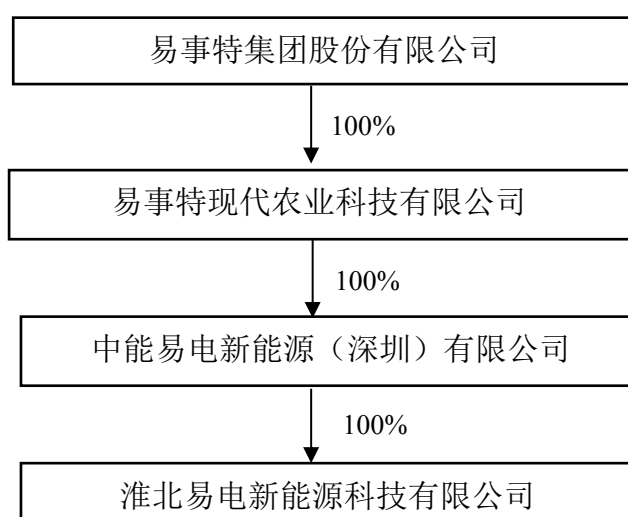 易事特集团股份有限公司
100%
易事特现代农业科技有限公司
100%
中能易电新能源（深圳）有限公司
100%
淮北易电新能源科技有限公司